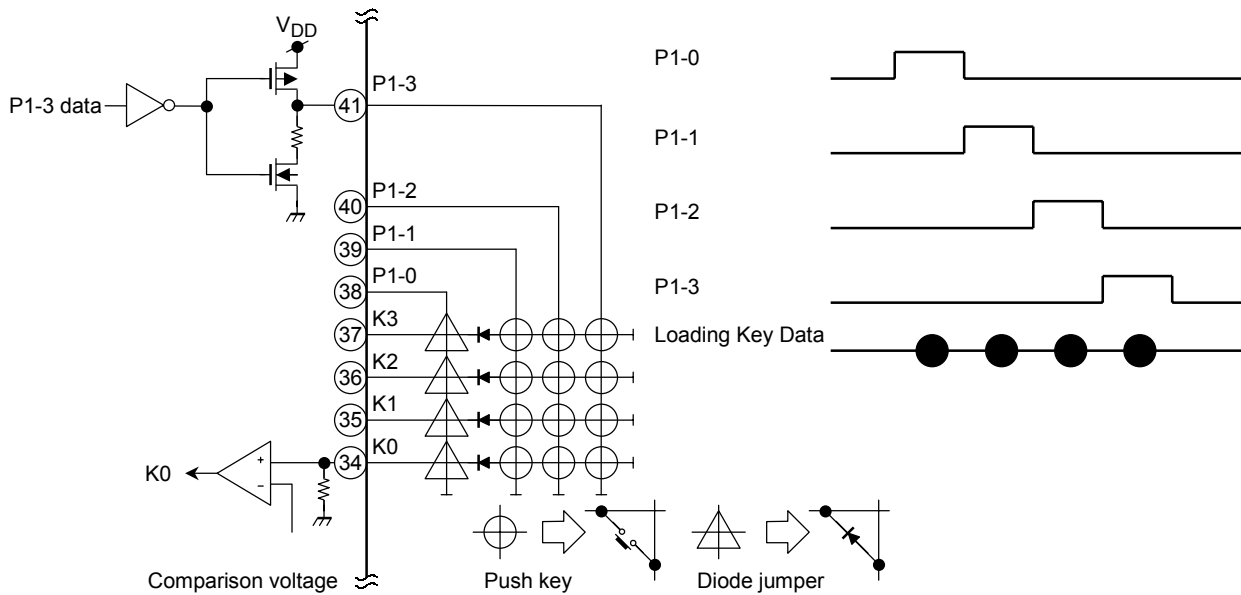 VDD
P1-3 data
41
P1-3
40
P1-2
39
P1-1
38
P1-0
37
K3
36
K2
35
K1
34
K0
K0
+
−
Comparison voltage
Push key
Diode jumper
P1-0
P1-1
P1-2
P1-3
Loading Key Data